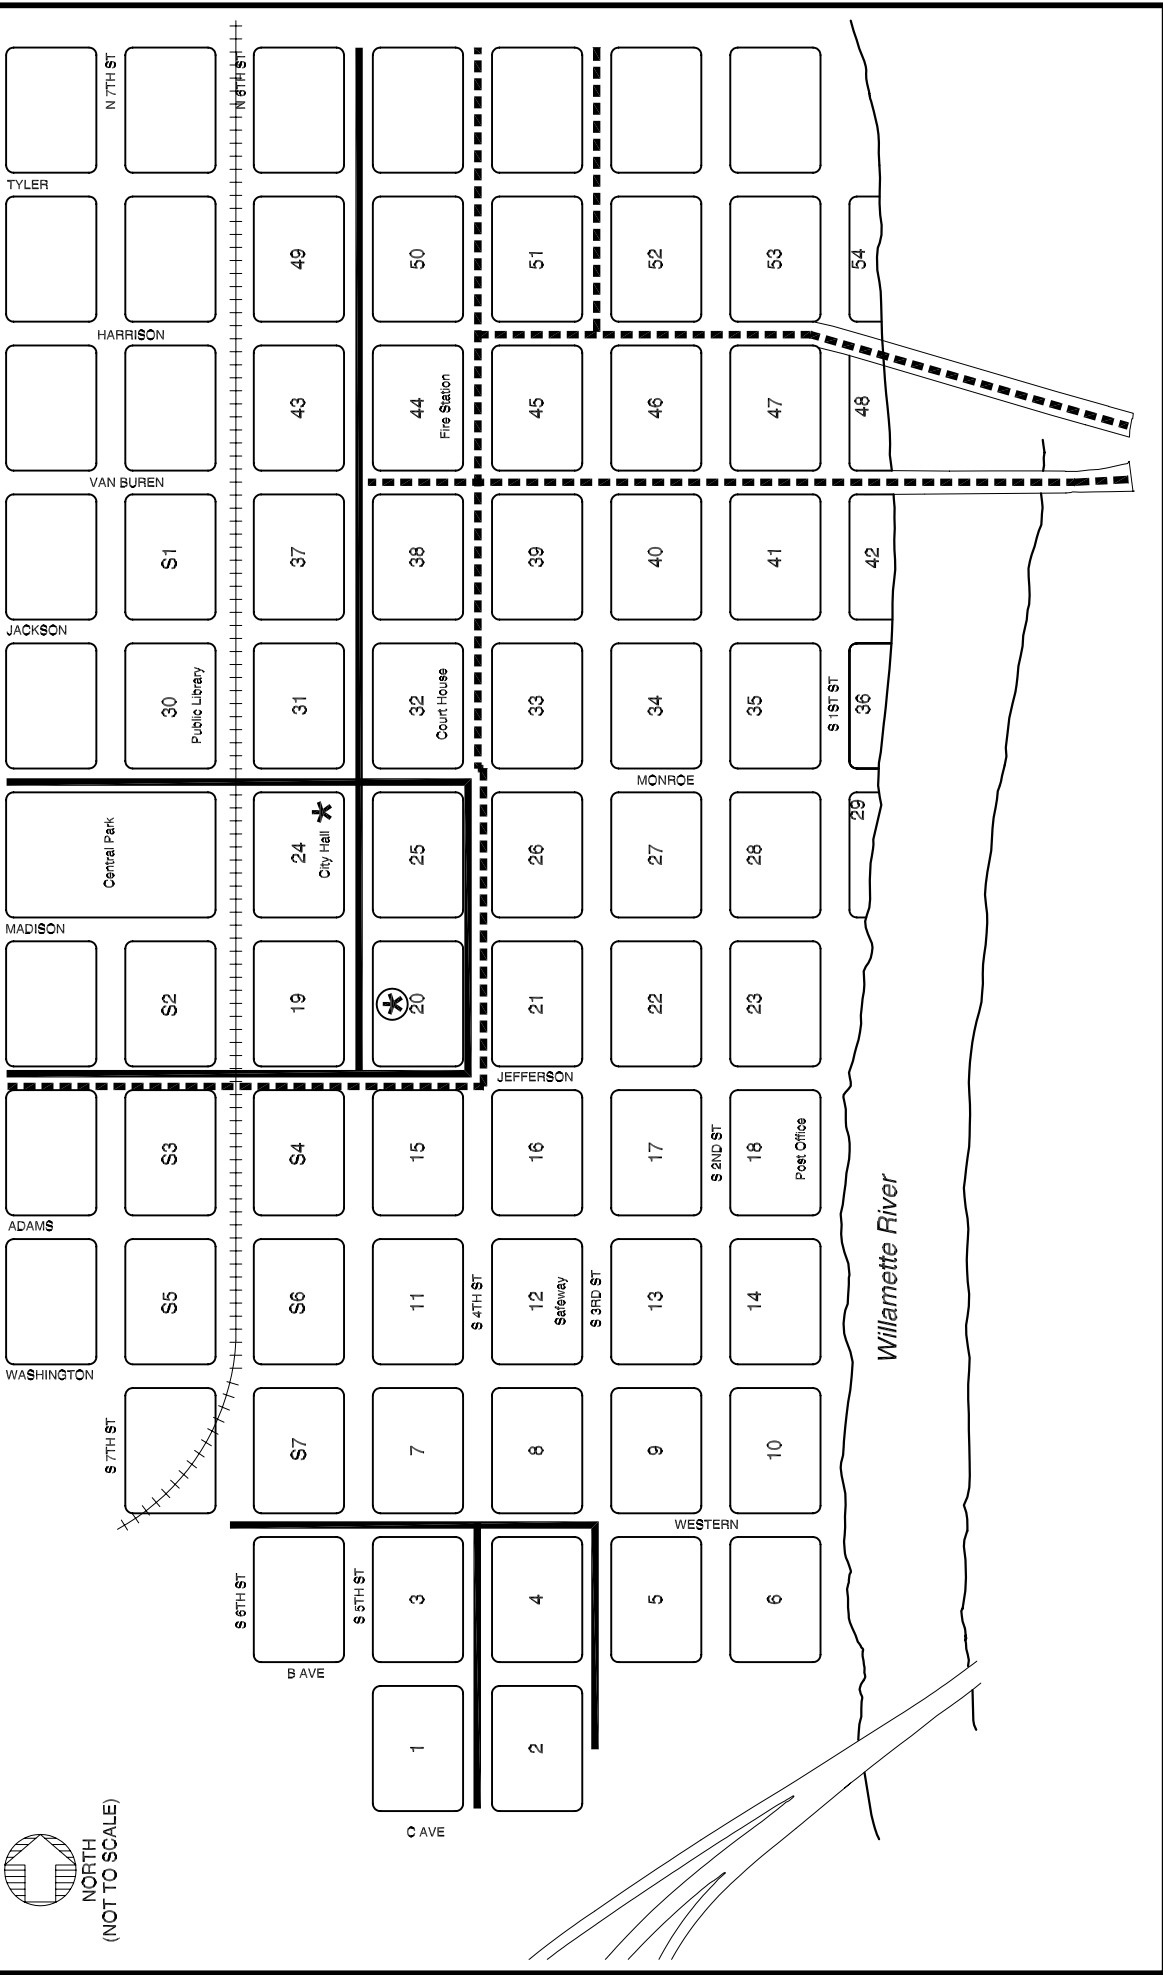 N 7TH ST
N 6TH ST
TYLER
49
50
51
52
53
54
HARRISON
43
44
Fire Station
45
46
47
48
VAN BUREN
S1
37
38
39
40
41
42
JACKSON
30
Public Library
31
32
Court House
33
34
35
S 1ST ST
36
MONROE
Central Park
24
City Hall
*
25
26
27
28
29
MADISON
S2
19
*
20
21
22
23
JEFFERSON
S3
S4
15
16
17
S 2ND ST
18
Post Office
ADAMS
S5
S6
11
S 4TH ST
12
Safeway
S 3RD ST
13
14
Willamette River
WASHINGTON
S 7TH ST
S7
7
8
9
10
WESTERN
S 6TH ST
S 5TH ST
3
4
5
6
B AVE
1
2
C AVE
NORTH
(NOT TO SCALE)